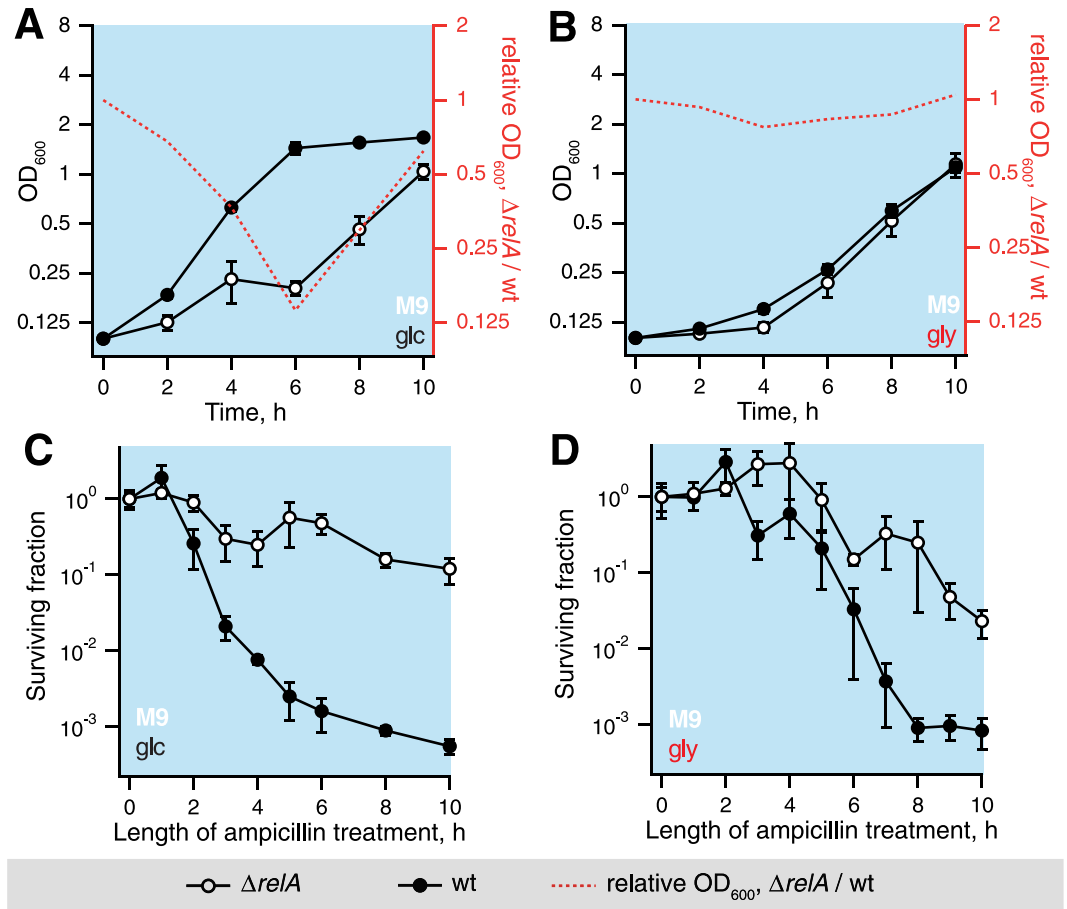 A
8
4
2
1
0.5
0.25
0.125
OD600
2
1
0.5
0.25
0.125
relative OD600, ΔrelA / wt
M9
glc
0 2 4 6 8 10
Time, h
B
8
4
2
1
0.5
0.25
0.125
OD600
2
1
0.5
0.25
0.125
relative OD600, ΔrelA / wt
M9
gly
0 2 4 6 8 10
Time, h
C
10^0
10^-1
10^-2
10^-3
Surviving fraction
M9
glc
0 2 4 6 8 10
Length of ampicillin treatment, h
D
10^0
10^-1
10^-2
10^-3
Surviving fraction
M9
gly
0 2 4 6 8 10
Length of ampicillin treatment, h
ΔrelA wt relative OD600, ΔrelA / wt